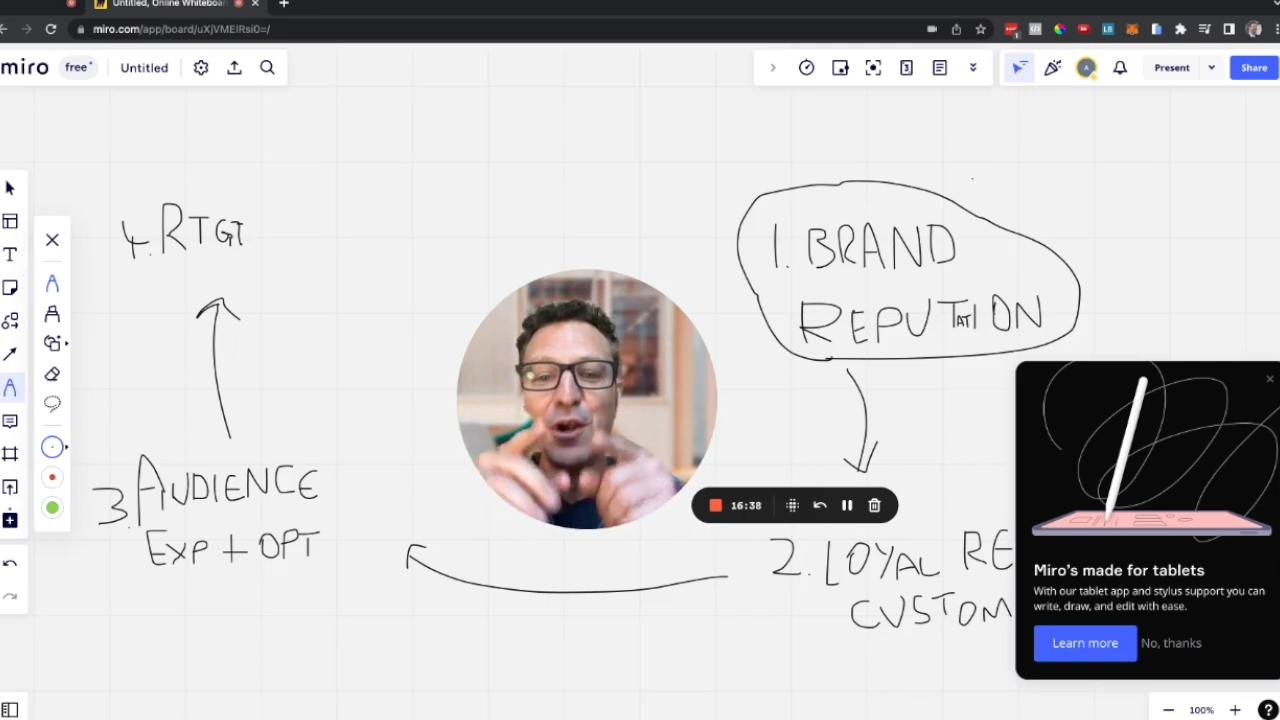 Untitled, Online Whiteboar
miro.com/app/board/uXjVMEIRsi0=/
miro free Untitled
3
A
Present
Share
4. RTGT
1. BRAND
REPUTATION
16:38
3. AUDIENCE
EXP + OPT
2. LOYAL RE
CUSTOM
Miro's made for tablets
With our tablet app and stylus support you can
write, draw, and edit with ease.
Learn more No, thanks
100%